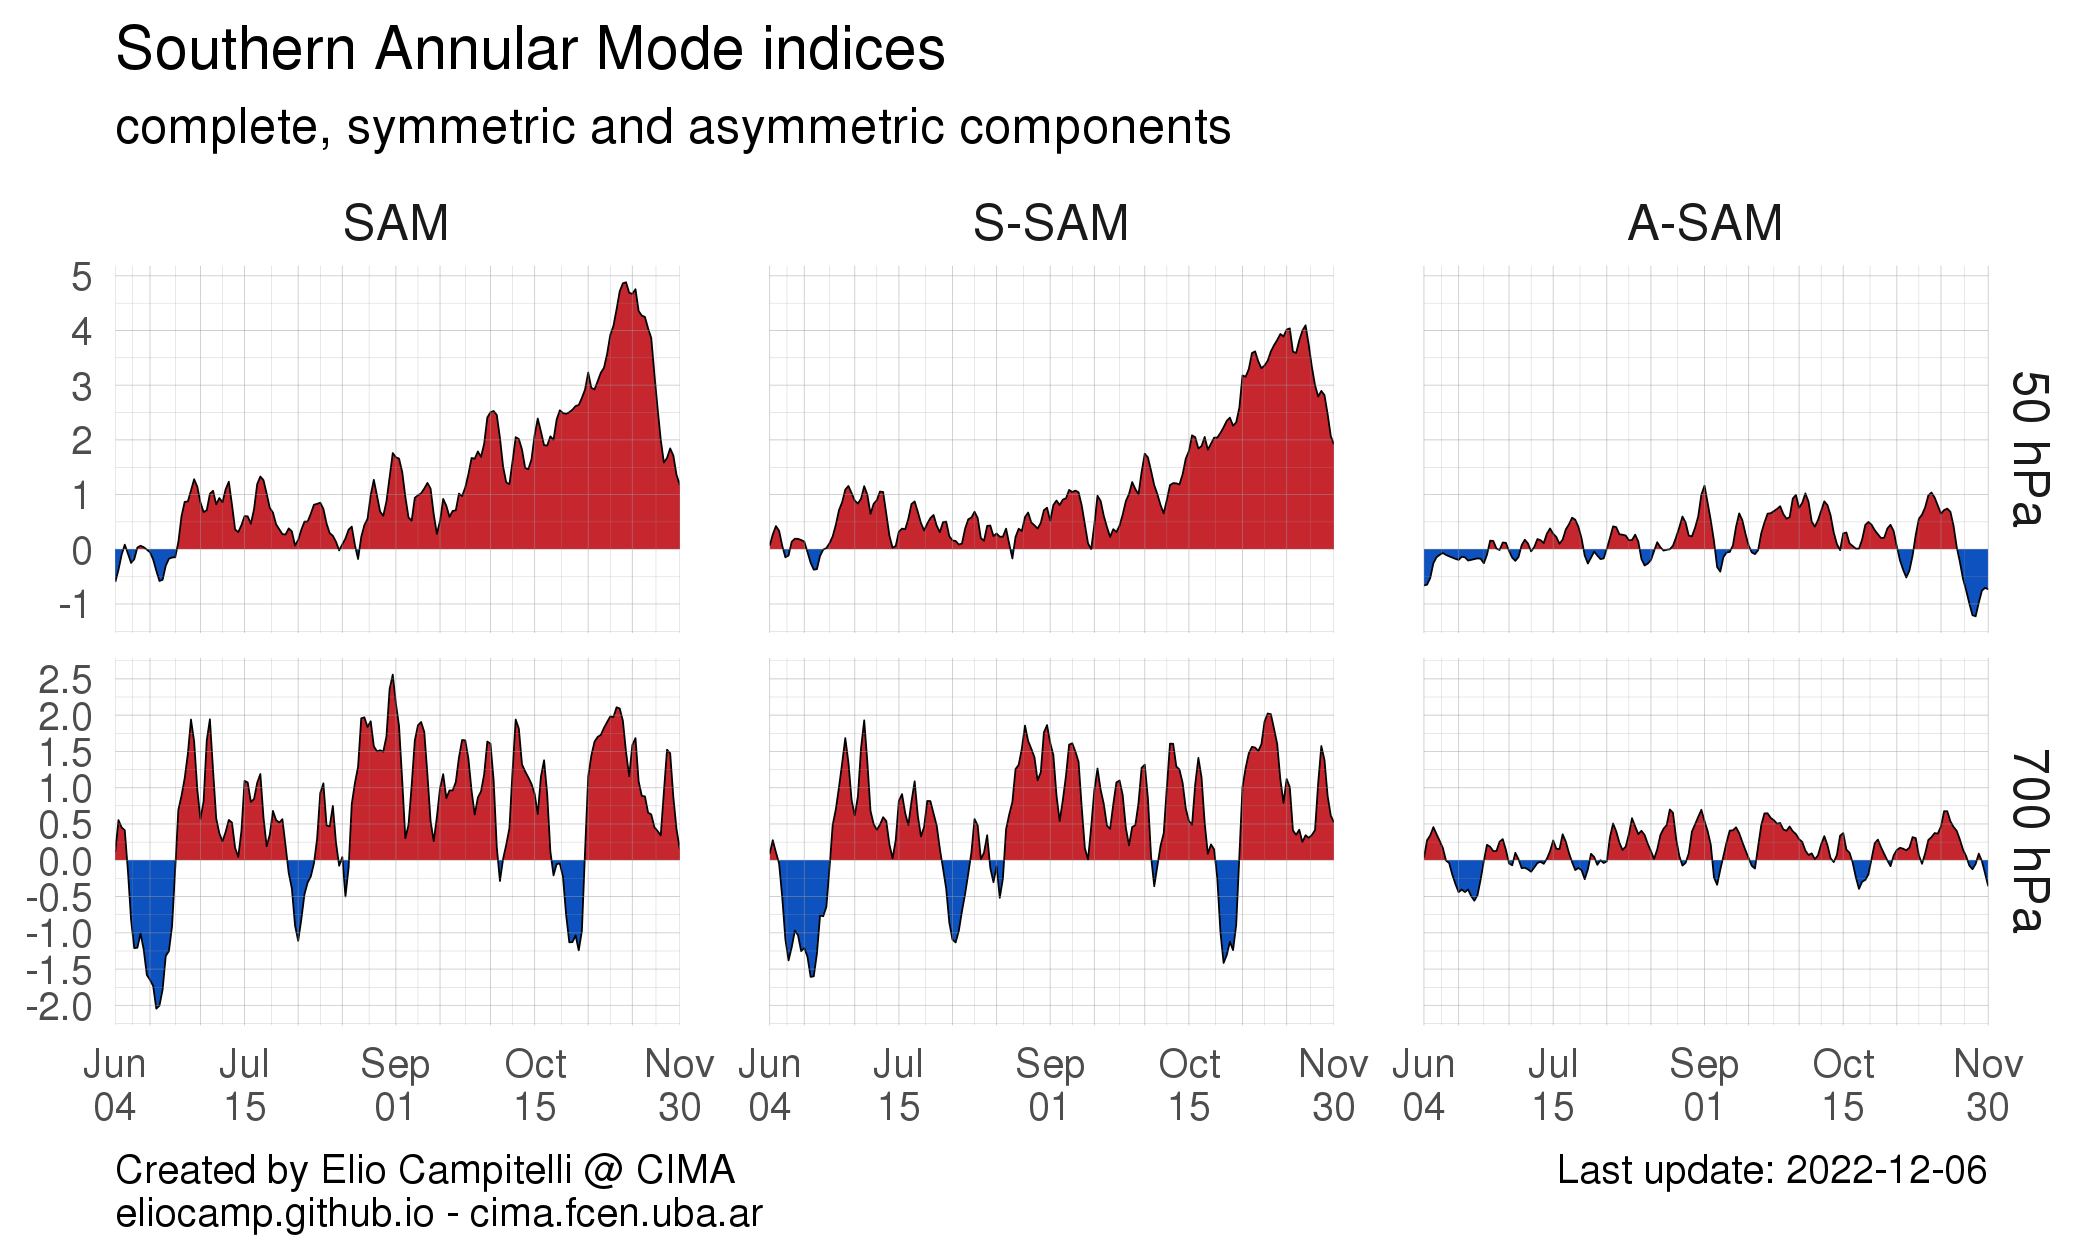 Southern Annular Mode indices
complete, symmetric and asymmetric components
SAM S-SAM A-SAM
5
4
3
2
1
0
-1
50 hPa
2.5
2.0
1.5
1.0
0.5
0.0
-0.5
-1.0
-1.5
-2.0
700 hPa
Jun Jul Sep Oct Nov Jun Jul Sep Oct Nov Jun Jul Sep Oct Nov
04 15 01 15 30 04 15 01 15 30 04 15 01 15 30
Created by Elio Campitelli @ CIMA
eliocamp.github.io - cima.fcen.uba.ar
Last update: 2022-12-06